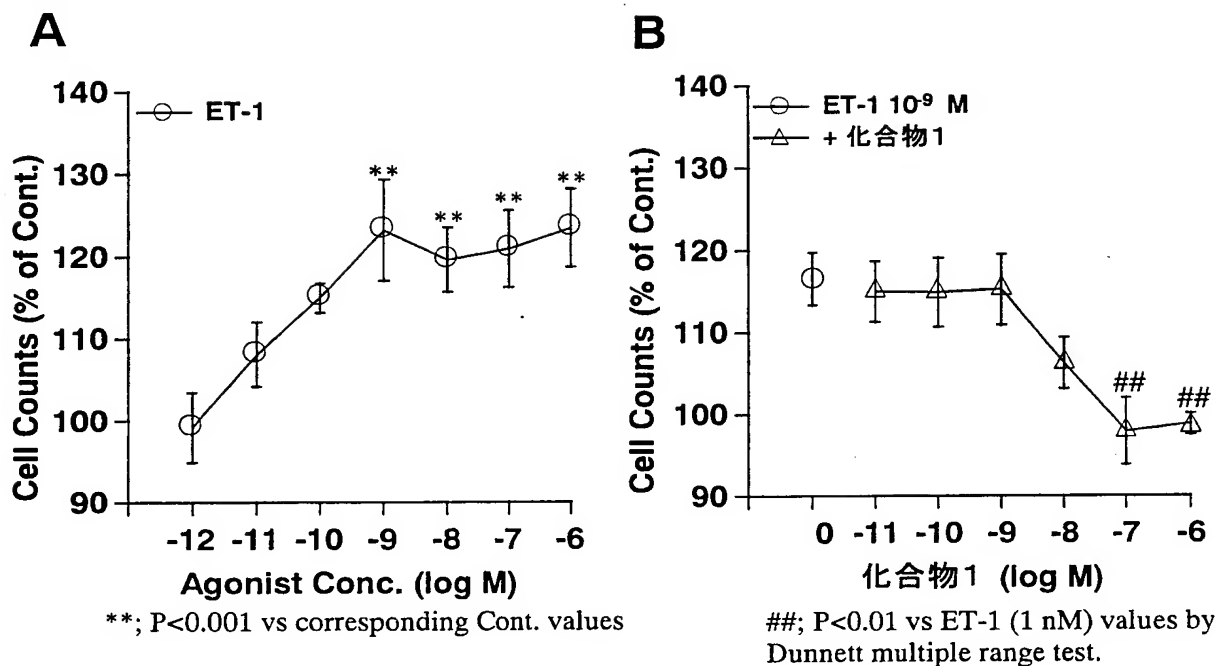 A
140
130
120
110
100
90
Cell Counts (% of Cont.)
ET-1
**
**
**
**
-12 -11 -10 -9 -8 -7 -6
Agonist Conc. (log M)
**; P<0.001 vs corresponding Cont. values
B
140
130
120
110
100
90
Cell Counts (% of Cont.)
ET-1 10⁻⁹ M
+ 化合物1
##
##
0 -11 -10 -9 -8 -7 -6
化合物1 (log M)
##; P<0.01 vs ET-1 (1 nM) values by
Dunnett multiple range test.